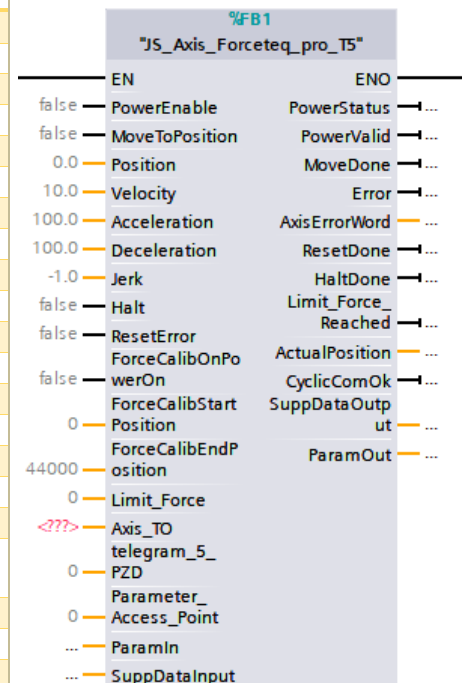 %FB1
"JS_Axis_Forceteq_pro_T5"
EN ENO
false PowerEnable PowerStatus ...
false MoveToPosition PowerValid ...
0.0 Position MoveDone ...
10.0 Velocity Error ...
100.0 Acceleration AxisErrorWord ...
100.0 Deceleration ResetDone ...
-1.0 Jerk HaltDone ...
false Halt Limit_Force_
Reached ...
false ResetError
ForceCalibOnPo ActualPosition ...
false werOn CyclicComOk ...
ForceCalibStart SuppDataOutp
0 Position ut ...
ForceCalibEndP ParamOut ...
44000 osition
0 Limit_Force
<???> Axis_TO
telegram_5_
0 PZD
Parameter_
0 Access_Point
... ParamIn
... SuppDataInput